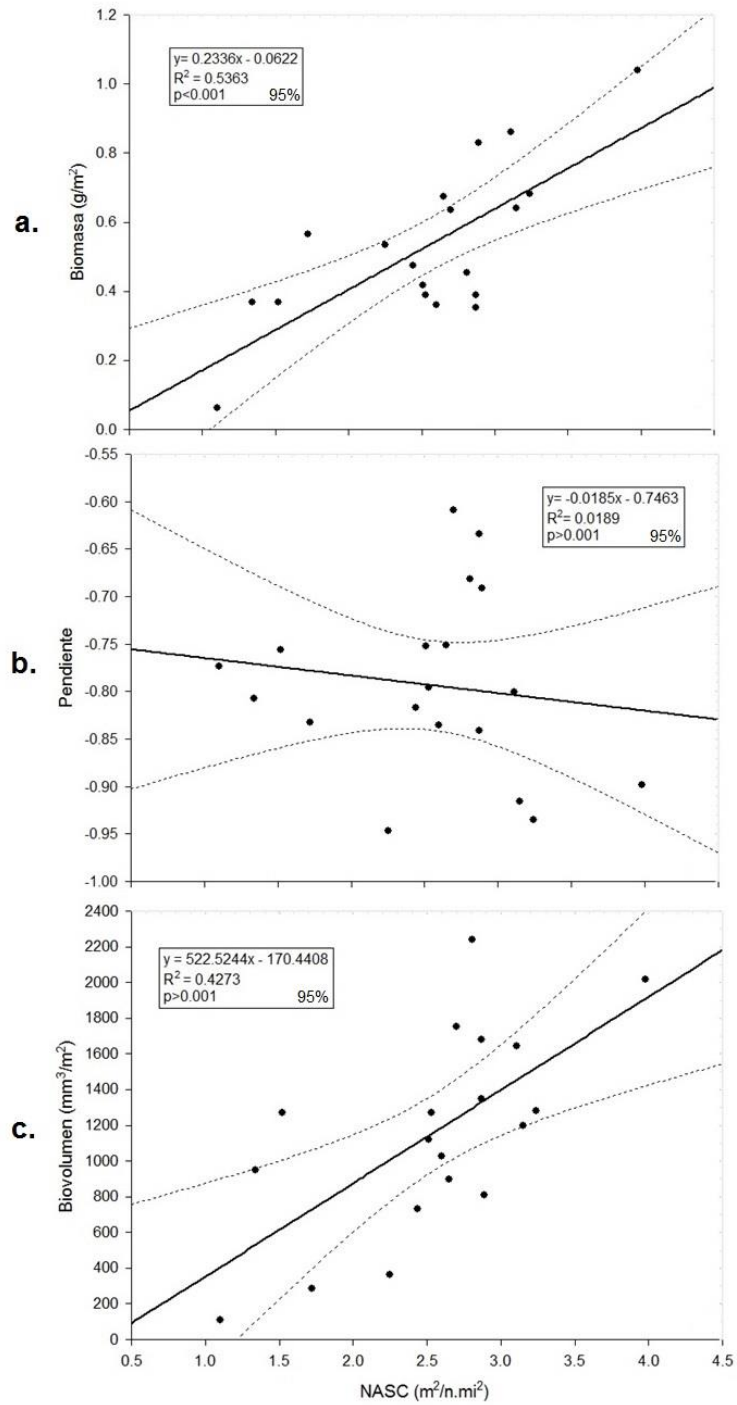 a.
Biomasa (g/m²)
1.2
1.0
0.8
0.6
0.4
0.2
0.0
y= 0.2336x - 0.0622
R² = 0.5363
p<0.001 95%
b.
Pendiente
-0.55
-0.60
-0.65
-0.70
-0.75
-0.80
-0.85
-0.90
-0.95
-1.00
y= -0.0185x - 0.7463
R²= 0.0189
p>0.001 95%
c.
Biovolumen (mm³/m²)
2400
2200
2000
1800
1600
1400
1200
1000
800
600
400
200
0
y = 522.5244x - 170.4408
R² = 0.4273
p>0.001 95%
0.5 1.0 1.5 2.0 2.5 3.0 3.5 4.0 4.5
NASC (m²/n.mi²)